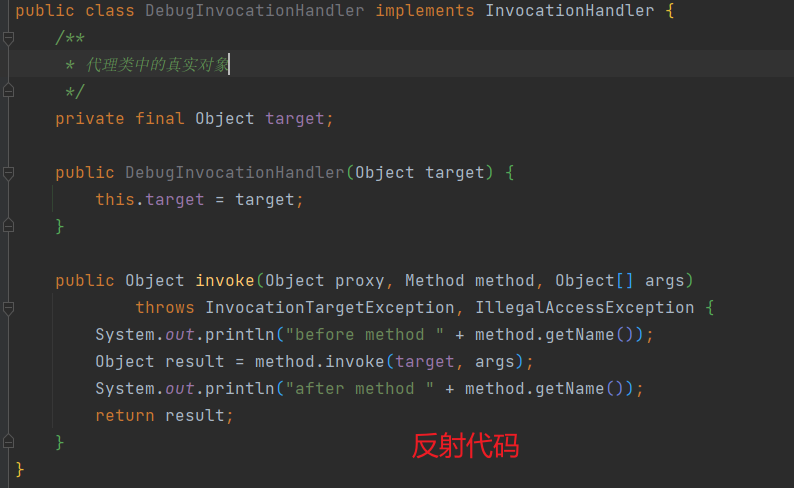 public class DebugInvocationHandler implements InvocationHandler {
/**
* 代理类中的真实对象
*/
private final Object target;
public DebugInvocationHandler(Object target) {
this.target = target;
}
public Object invoke(Object proxy, Method method, Object[] args)
throws InvocationTargetException, IllegalAccessException {
System.out.println("before method " + method.getName());
Object result = method.invoke(target, args);
System.out.println("after method " + method.getName());
return result;
}
反射代码
}